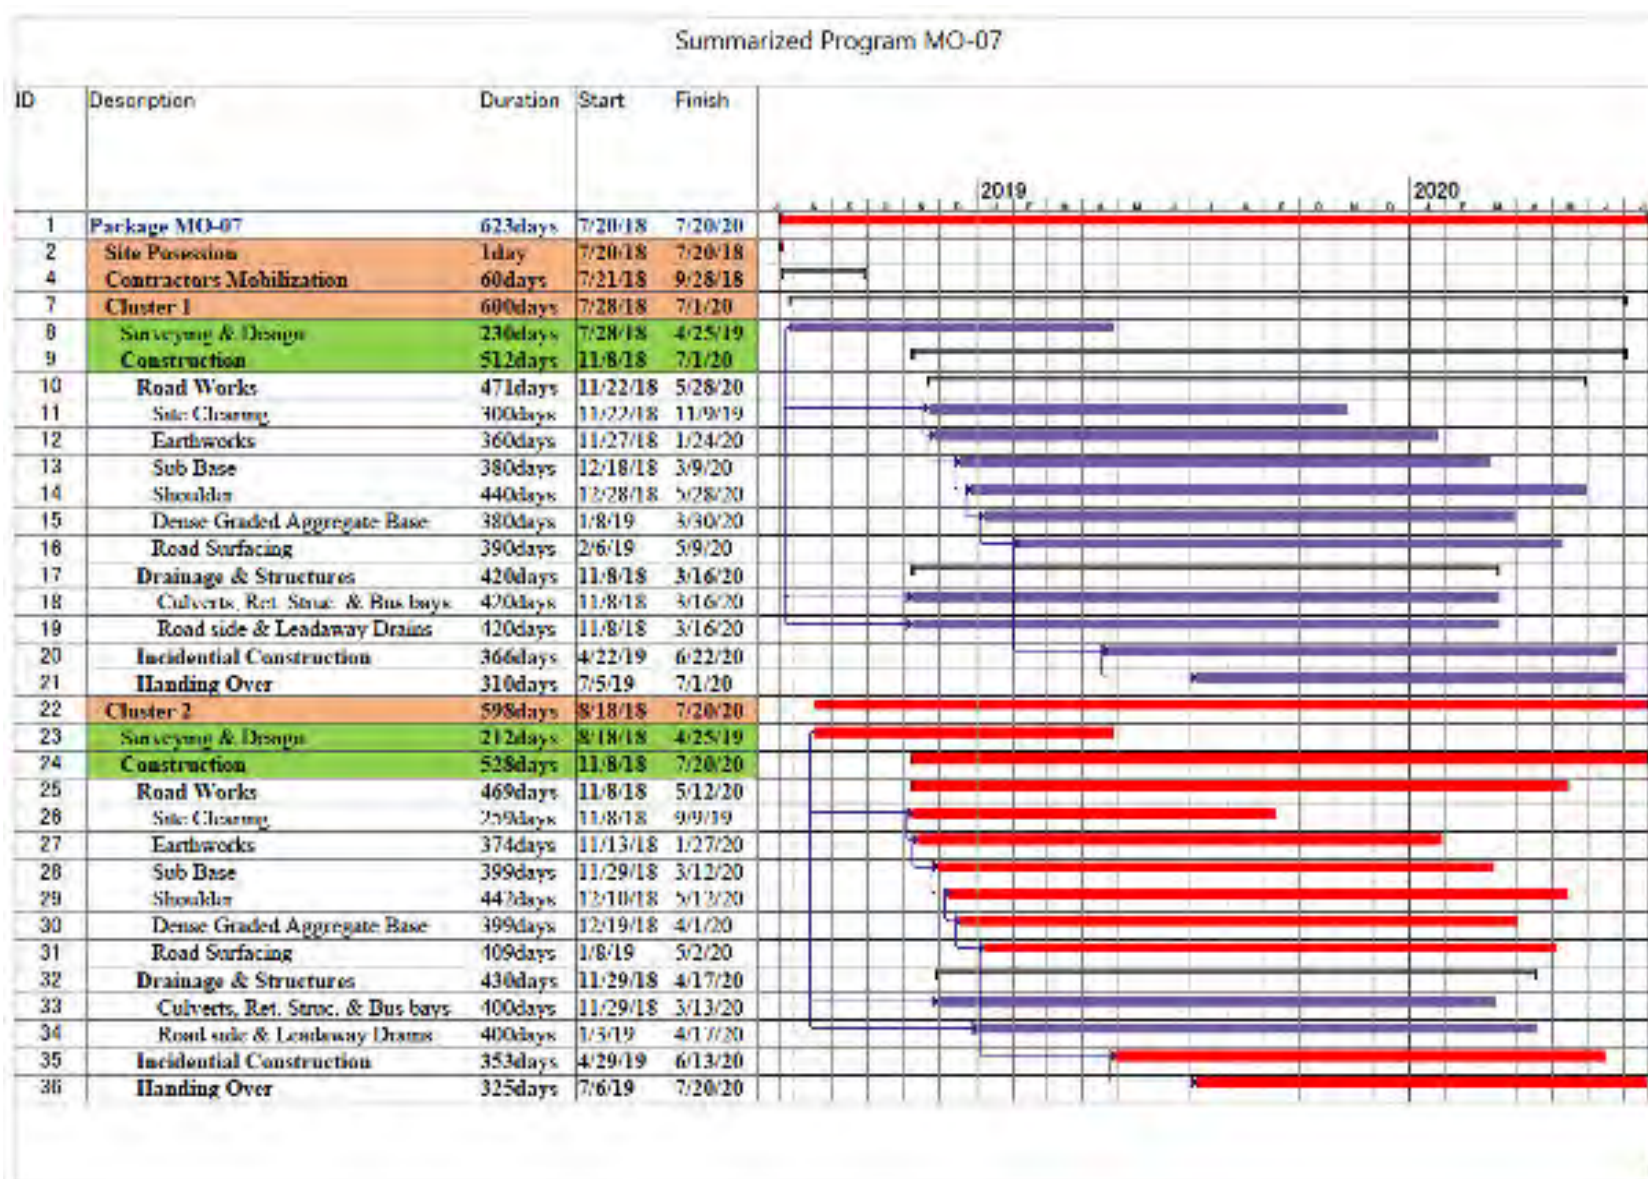 Summarized Program MO-07
ID Description Duration Start Finish
2019 2020
1 Package MO-07 623days 7/20/18 7/20/20
2 Site Posession 1day 7/20/18 7/20/18
4 Contractors Mobilization 60days 7/21/18 9/28/18
7 Cluster 1 600days 7/28/18 7/1/20
8 Surveying & Design 230days 7/28/18 4/25/19
9 Construction 512days 11/8/18 7/1/20
10 Road Works 471days 11/22/18 5/28/20
11 Site Clearing 300days 11/22/18 11/9/19
12 Earthworks 360days 11/27/18 1/24/20
13 Sub Base 380days 12/18/18 3/9/20
14 Shoulder 440days 12/28/18 5/28/20
15 Dense Graded Aggregate Base 380days 1/8/19 3/30/20
16 Road Surfacing 390days 2/6/19 5/9/20
17 Drainage & Structures 420days 11/8/18 3/16/20
18 Culverts, Ret. Struc. & Bus bays 420days 11/8/18 3/16/20
19 Road side & Leadaway Drains 420days 11/8/18 3/16/20
20 Incidential Construction 366days 4/22/19 6/22/20
21 Handing Over 310days 7/5/19 7/1/20
22 Cluster 2 598days 8/18/18 7/20/20
23 Surveying & Design 212days 8/18/18 4/25/19
24 Construction 528days 11/8/18 7/20/20
25 Road Works 469days 11/8/18 5/12/20
26 Site Clearing 259days 11/8/18 9/9/19
27 Earthworks 374days 11/13/18 1/27/20
28 Sub Base 399days 11/29/18 3/12/20
29 Shoulder 442days 12/10/18 5/12/20
30 Dense Graded Aggregate Base 399days 12/19/18 4/1/20
31 Road Surfacing 409days 1/8/19 5/2/20
32 Drainage & Structures 430days 11/29/18 4/17/20
33 Culverts, Ret. Struc. & Bus bays 400days 11/29/18 3/13/20
34 Road side & Leadaway Drains 400days 1/3/19 4/17/20
35 Incidential Construction 353days 4/29/19 6/13/20
36 Handing Over 325days 7/6/19 7/20/20